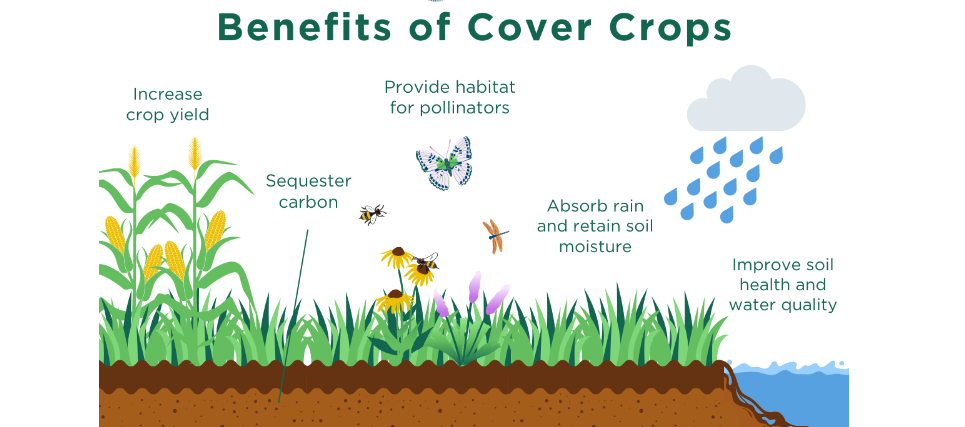 Benefits of Cover Crops
Increase
crop yield
Provide habitat
for pollinators
Sequester
carbon
Absorb rain
and retain soil
moisture
Improve soil
health and
water quality